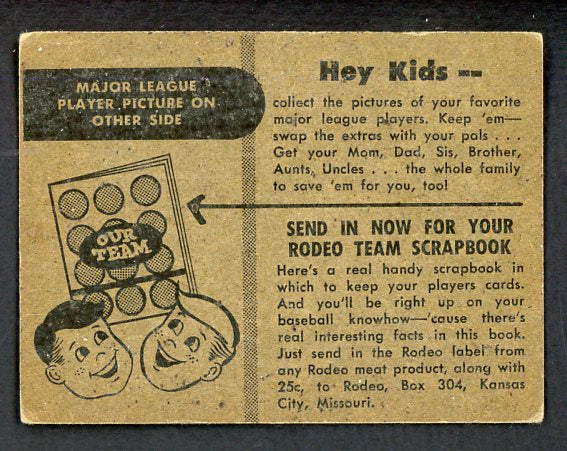 MAJOR LEAGUE
PLAYER PICTURE ON
OTHER SIDE
OUR
TEAM
Hey Kids —
collect the pictures of your favorite
major league players. Keep 'em—
swap the extras with your pals . . .
Get your Mom, Dad, Sis, Brother,
Aunts, Uncles . . . the whole family
to save 'em for you, too!
SEND IN NOW FOR YOUR
RODEO TEAM SCRAPBOOK
Here's a real handy scrapbook in
which to keep your players cards.
And you'll be right up on your
baseball knowhow—'cause there's
real interesting facts in this book.
Just send in the Rodeo label from
any Rodeo meat product, along with
25c, to Rodeo, Box 304, Kansas
City, Missouri.